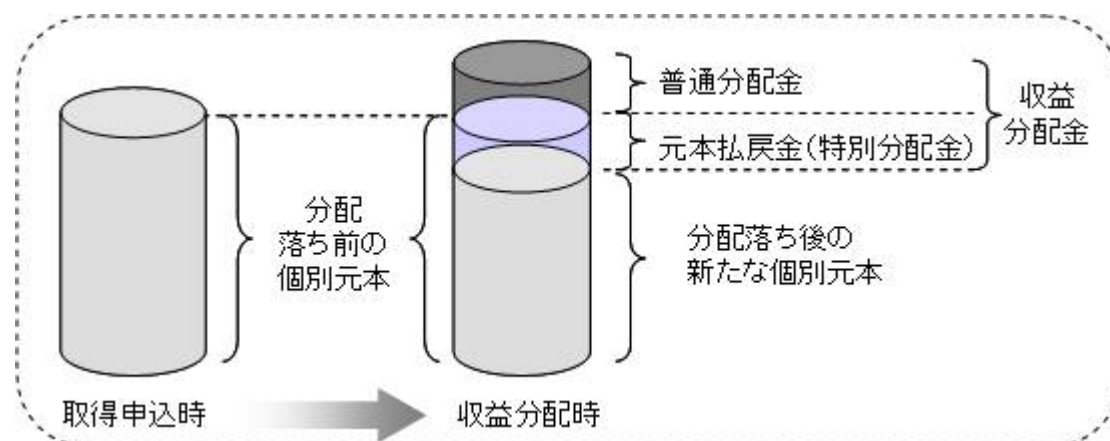 普通分配金
収益
分配金
元本払戻金(特別分配金)
分配
落ち前の
個別元本
分配落ち後の
新たな個別元本
取得申込時
収益分配時